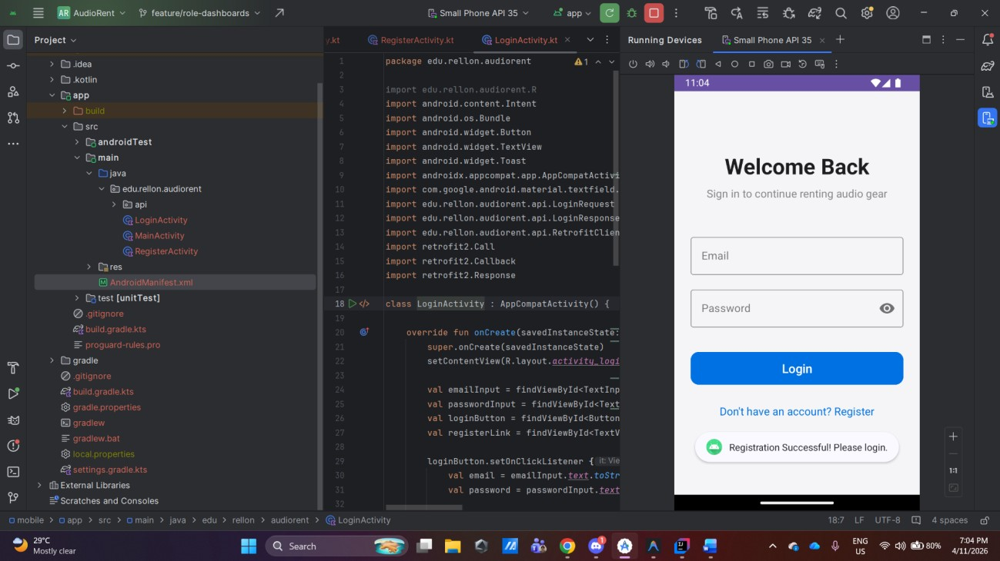 AR AudioRent feature/role-dashboards Small Phone API 35 app
Project
.idea
.kotlin
app
build
src
androidTest
main
java
edu.rellon.audiorent
api
LoginActivity
MainActivity
RegisterActivity
res
AndroidManifest.xml
test [unitTest]
.gitignore
build.gradle.kts
proguard-rules.pro
gradle
.gitignore
build.gradle.kts
gradle.properties
gradlew
gradlew.bat
local.properties
settings.gradle.kts
External Libraries
Scratches and Consoles
y.kt RegisterActivity.kt LoginActivity.kt
1 package edu.rellon.audiorent 1
2
3 import edu.rellon.audiorent.R
4 import android.content.Intent
5 import android.os.Bundle
6 import android.widget.Button
7 import android.widget.TextView
8 import android.widget.Toast
9 import androidx.appcompat.app.AppCompatActivi
10 import com.google.android.material.textfield.
11 import edu.rellon.audiorent.api.LoginRequest
12 import edu.rellon.audiorent.api.LoginResponse
13 import edu.rellon.audiorent.api.RetrofitClien
14 import retrofit2.Call
15 import retrofit2.Callback
16 import retrofit2.Response
17
18 class LoginActivity : AppCompatActivity() {
19
20 override fun onCreate(savedInstanceState:
21 super.onCreate(savedInstanceState)
22 setContentView(R.layout.activity_logi
23
24 val emailInput = findViewById<TextInp
25 val passwordInput = findViewById<Text
26 val loginButton = findViewById<Button
27 val registerLink = findViewById<TextV
28
29 loginButton.setOnClickListener { it: Vie
30 val email = emailInput.text.toStr
31 val password = passwordInput.text
32
Running Devices Small Phone API 35
11:04
Welcome Back
Sign in to continue renting audio gear
Email
Password
Login
Don't have an account? Register
Registration Successful! Please login.
1:1
mobile > app > src > main > java > edu > rellon > audiorent > LoginActivity 18:7 LF UTF-8 4 spaces
29°C
Mostly clear
Search
1
ENG
US
80%
7:04 PM
4/11/2026